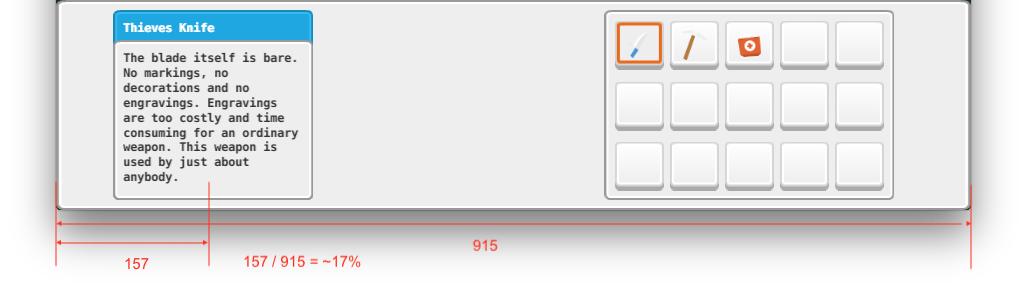 Thieves Knife
The blade itself is bare.
No markings, no
decorations and no
engravings. Engravings
are too costly and time
consuming for an ordinary
weapon. This weapon is
used by just about
anybody.
915
157
157 / 915 = ~17%